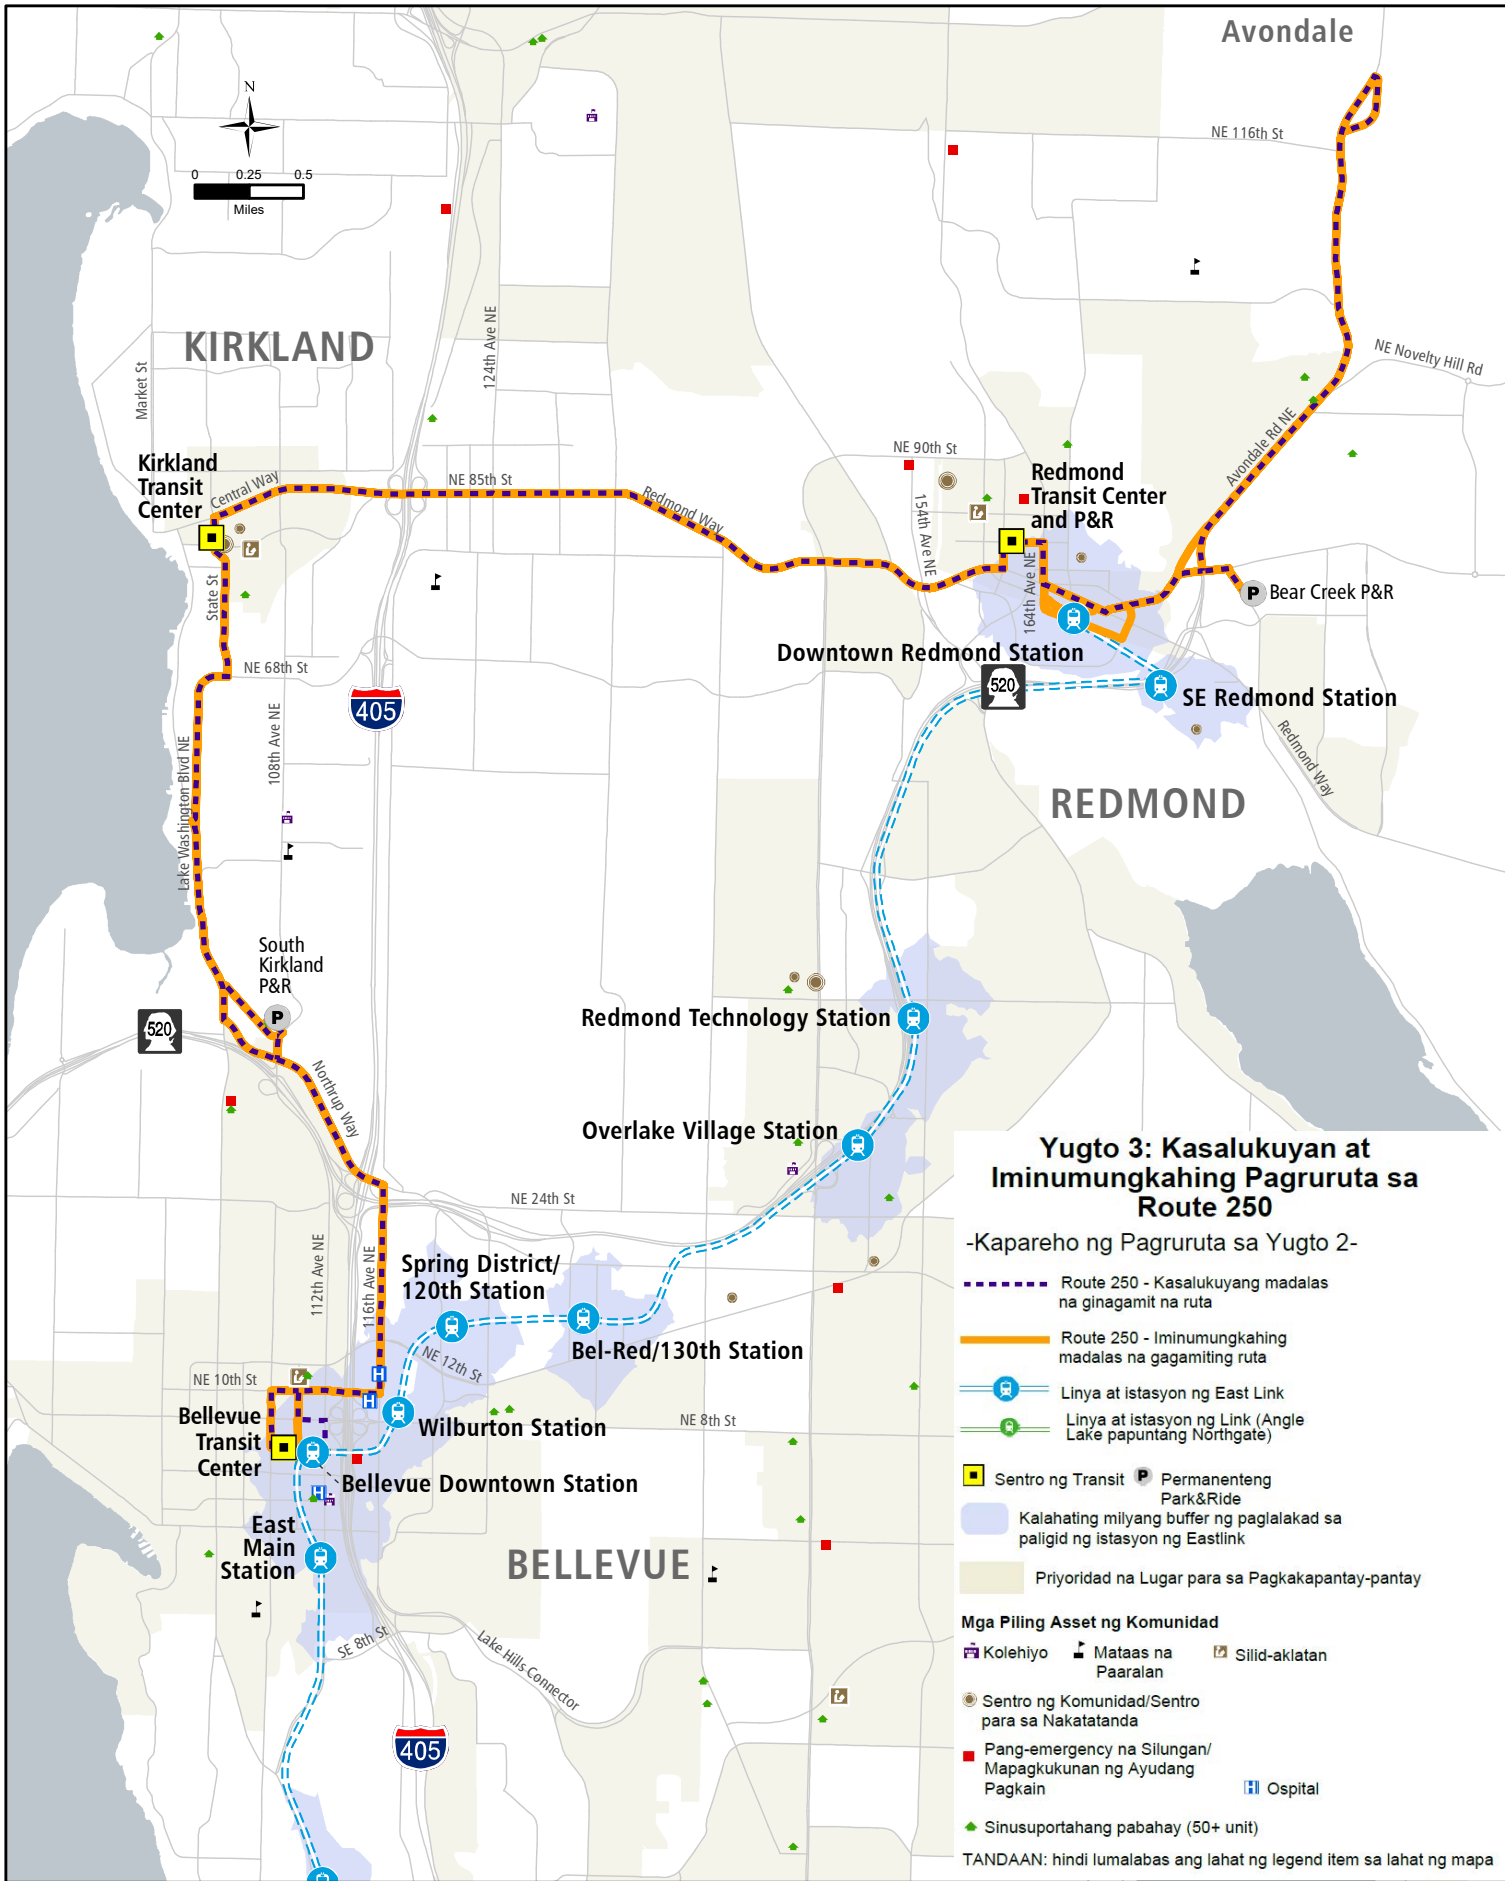 Avondale
N
NE 116th St
0 0.25 0.5
Miles
KIRKLAND
124th Ave NE
Market St
NE Novelty Hill Rd
Kirkland
Transit
Center
Central Way
NE 85th St
Redmond Way
NE 90th St
154th Ave NE
Redmond
Transit Center
and P&R
Avondale Rd NE
164th Ave NE
P Bear Creek P&R
State St
NE 68th St
Downtown Redmond Station
520
SE Redmond Station
405
108th Ave NE
Lake Washington Blvd NE
Redmond Way
REDMOND
South
Kirkland
P&R
P
520
Redmond Technology Station
Northrup Way
Overlake Village Station
NE 24th St
112th Ave NE
116th Ave NE
Spring District/
120th Station
Bel-Red/130th Station
NE 12th St
H
NE 10th St
H
Bellevue
Transit
Center
Wilburton Station
NE 8th St
Bellevue Downtown Station
H
East
Main
Station
BELLEVUE
SE 8th St
Lake Hills Connector
405
Yugto 3: Kasalukuyan at
Iminumungkahing Pagruruta sa
Route 250
-Kapareho ng Pagruruta sa Yugto 2-
Route 250 - Kasalukuyang madalas
na ginagamit na ruta
Route 250 - Iminumungkahing
madalas na gagamiting ruta
Linya at istasyon ng East Link
Linya at istasyon ng Link (Angle
Lake papuntang Northgate)
Sentro ng Transit
P Permanenteng
Park&Ride
Kalahating milyang buffer ng paglalakad sa
paligid ng istasyon ng Eastlink
Priyoridad na Lugar para sa Pagkakapantay-pantay
Mga Piling Asset ng Komunidad
Kolehiyo
Mataas na
Paaralan
Silid-aklatan
Sentro ng Komunidad/Sentro
para sa Nakatatanda
Pang-emergency na Silungan/
Mapagkukunan ng Ayudang
Pagkain
H Ospital
Sinusuportahang pabahay (50+ unit)
TANDAAN: hindi lumalabas ang lahat ng legend item sa lahat ng mapa